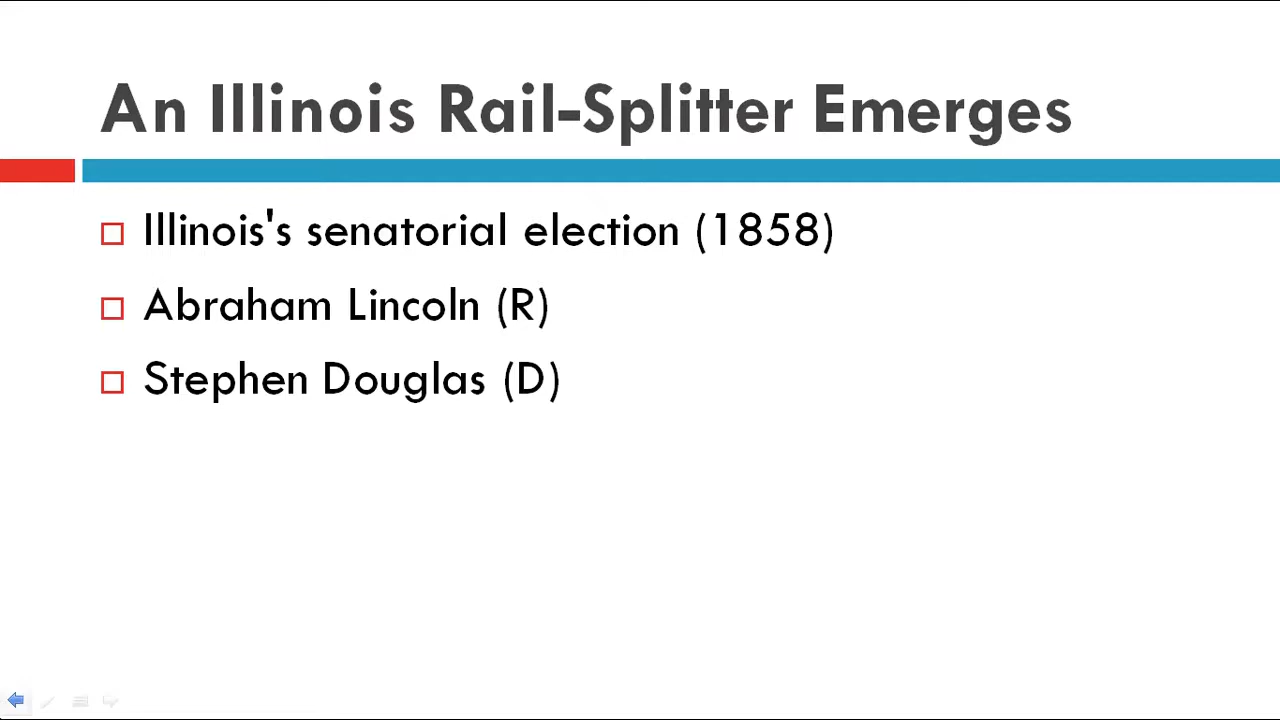 An Illinois Rail-Splitter Emerges
Illinois's senatorial election (1858)
Abraham Lincoln (R)
Stephen Douglas (D)